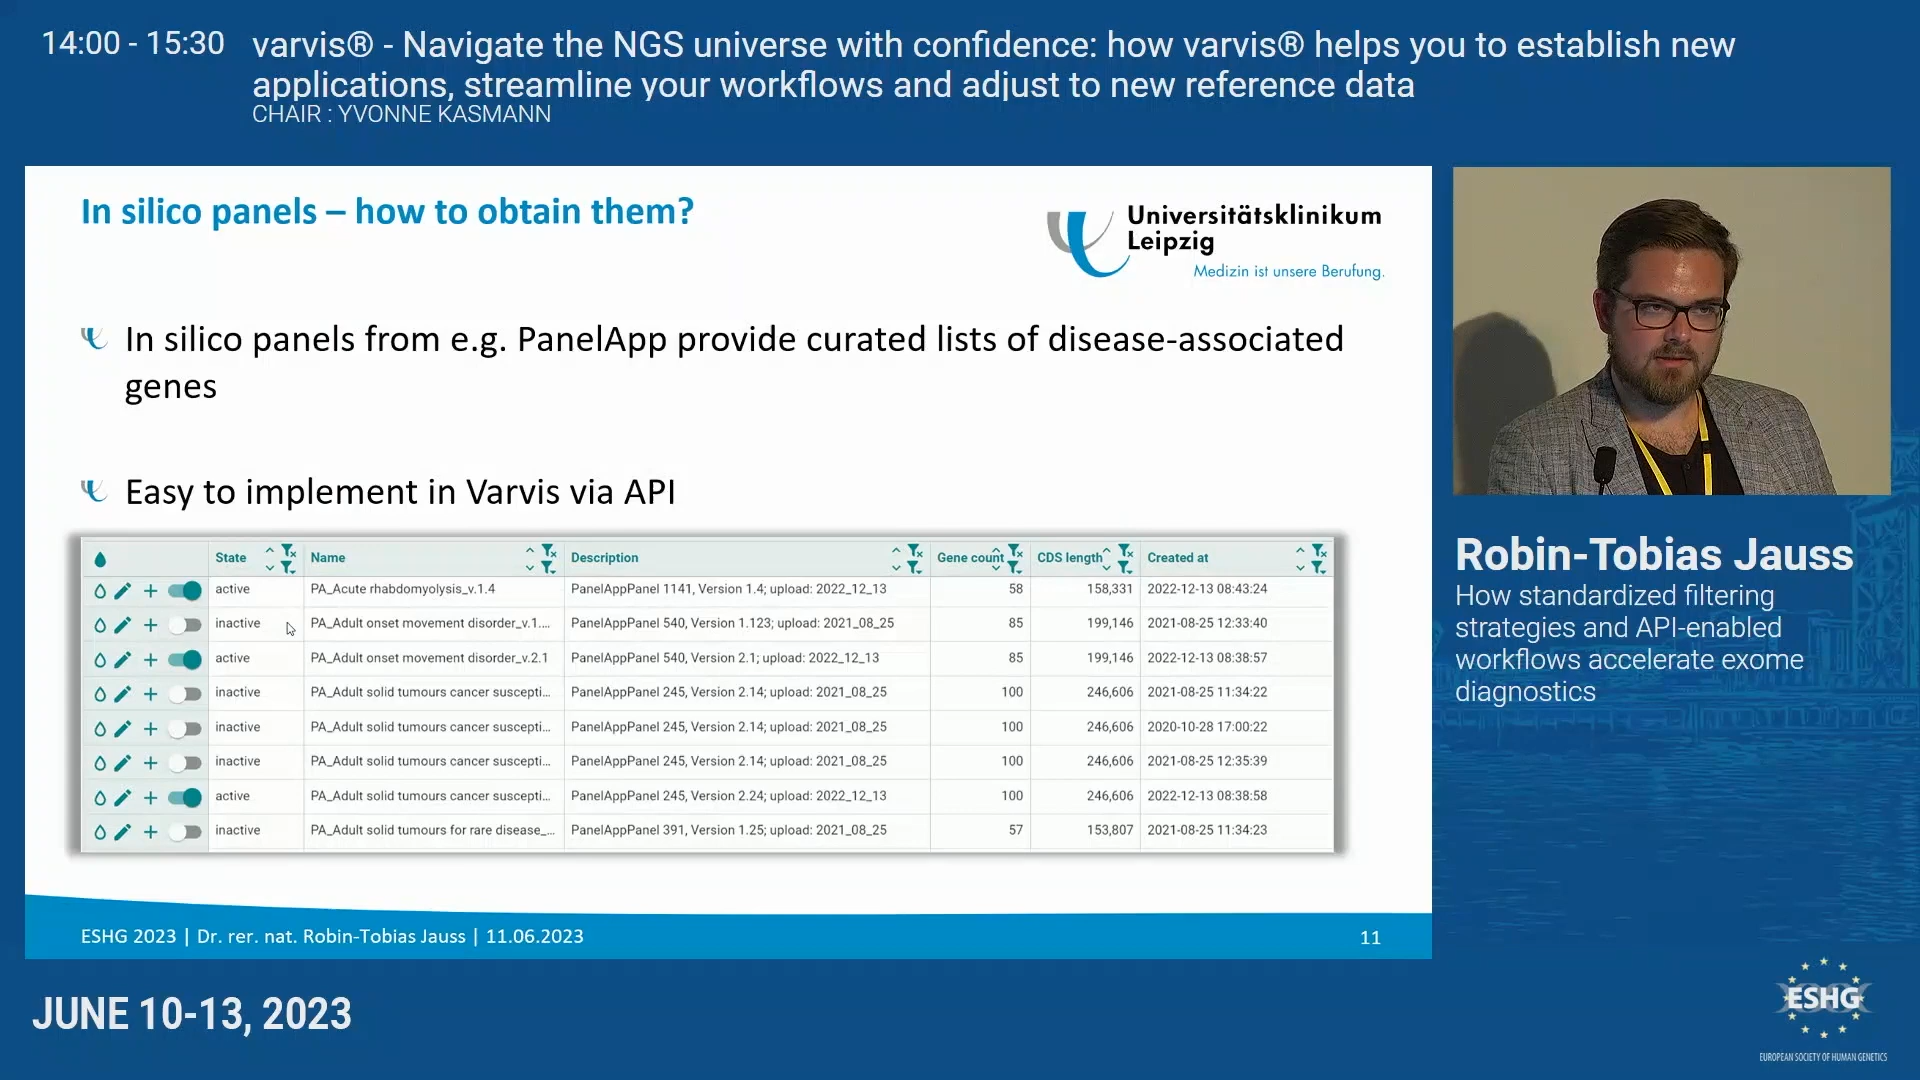 14:00 - 15:30
varvis® - Navigate the NGS universe with confidence: how varvis® helps you to establish new
applications, streamline your workflows and adjust to new reference data
CHAIR : YVONNE KASMANN
In silico panels – how to obtain them?
Universitätsklinikum
Leipzig
Medizin ist unsere Berufung.
In silico panels from e.g. PanelApp provide curated lists of disease-associated
genes
Easy to implement in Varvis via API
State Name Description Gene count CDS length Created at
active PA_Acute rhabdomyolysis_v.1.4 PanelAppPanel 1141, Version 1.4; upload: 2022_12_13 58 158,331 2022-12-13 08:43:24
inactive PA_Adult onset movement disorder_v.1.... PanelAppPanel 540, Version 1.123; upload: 2021_08_25 85 199,146 2021-08-25 12:33:40
active PA_Adult onset movement disorder_v.2.1 PanelAppPanel 540, Version 2.1; upload: 2022_12_13 85 199,146 2022-12-13 08:38:57
inactive PA_Adult solid tumours cancer suscepti... PanelAppPanel 245, Version 2.14; upload: 2021_08_25 100 246,606 2021-08-25 11:34:22
inactive PA_Adult solid tumours cancer suscepti... PanelAppPanel 245, Version 2.14; upload: 2021_08_25 100 246,606 2020-10-28 17:00:22
inactive PA_Adult solid tumours cancer suscepti... PanelAppPanel 245, Version 2.14; upload: 2021_08_25 100 246,606 2021-08-25 12:35:39
active PA_Adult solid tumours cancer suscepti... PanelAppPanel 245, Version 2.24; upload: 2022_12_13 100 246,606 2022-12-13 08:38:58
inactive PA_Adult solid tumours for rare disease_... PanelAppPanel 391, Version 1.25; upload: 2021_08_25 57 153,807 2021-08-25 11:34:23
ESHG 2023 | Dr. rer. nat. Robin-Tobias Jauss | 11.06.2023
11
Robin-Tobias Jauss
How standardized filtering
strategies and API-enabled
workflows accelerate exome
diagnostics
JUNE 10-13, 2023
ESHG
EUROPEAN SOCIETY OF HUMAN GENETICS